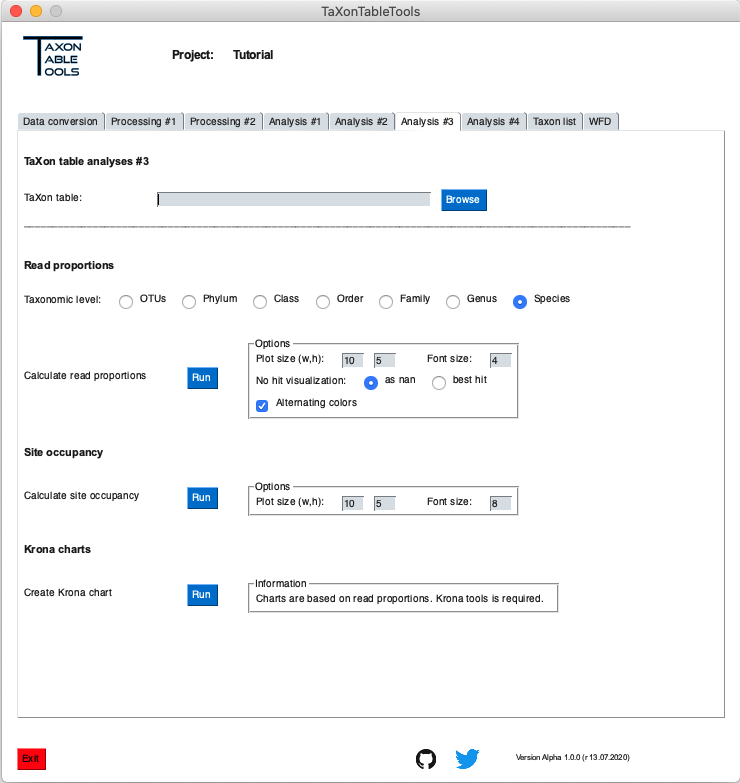 TaXonTableTools
TAXON
TABLE
TOOLS
Project: Tutorial
Data conversion Processing #1 Processing #2 Analysis #1 Analysis #2 Analysis #3 Analysis #4 Taxon list WFD
TaXon table analyses #3
TaXon table: Browse
Read proportions
Taxonomic level: OTUs Phylum Class Order Family Genus Species
Options
Plot size (w,h): 10 5 Font size: 4
Calculate read proportions Run
No hit visualization: as nan best hit
Alternating colors
Site occupancy
Options
Calculate site occupancy Run
Plot size (w,h): 10 5 Font size: 8
Krona charts
Information
Create Krona chart Run
Charts are based on read proportions. Krona tools is required.
Exit
Version Alpha 1.0.0 (r 13.07.2020)